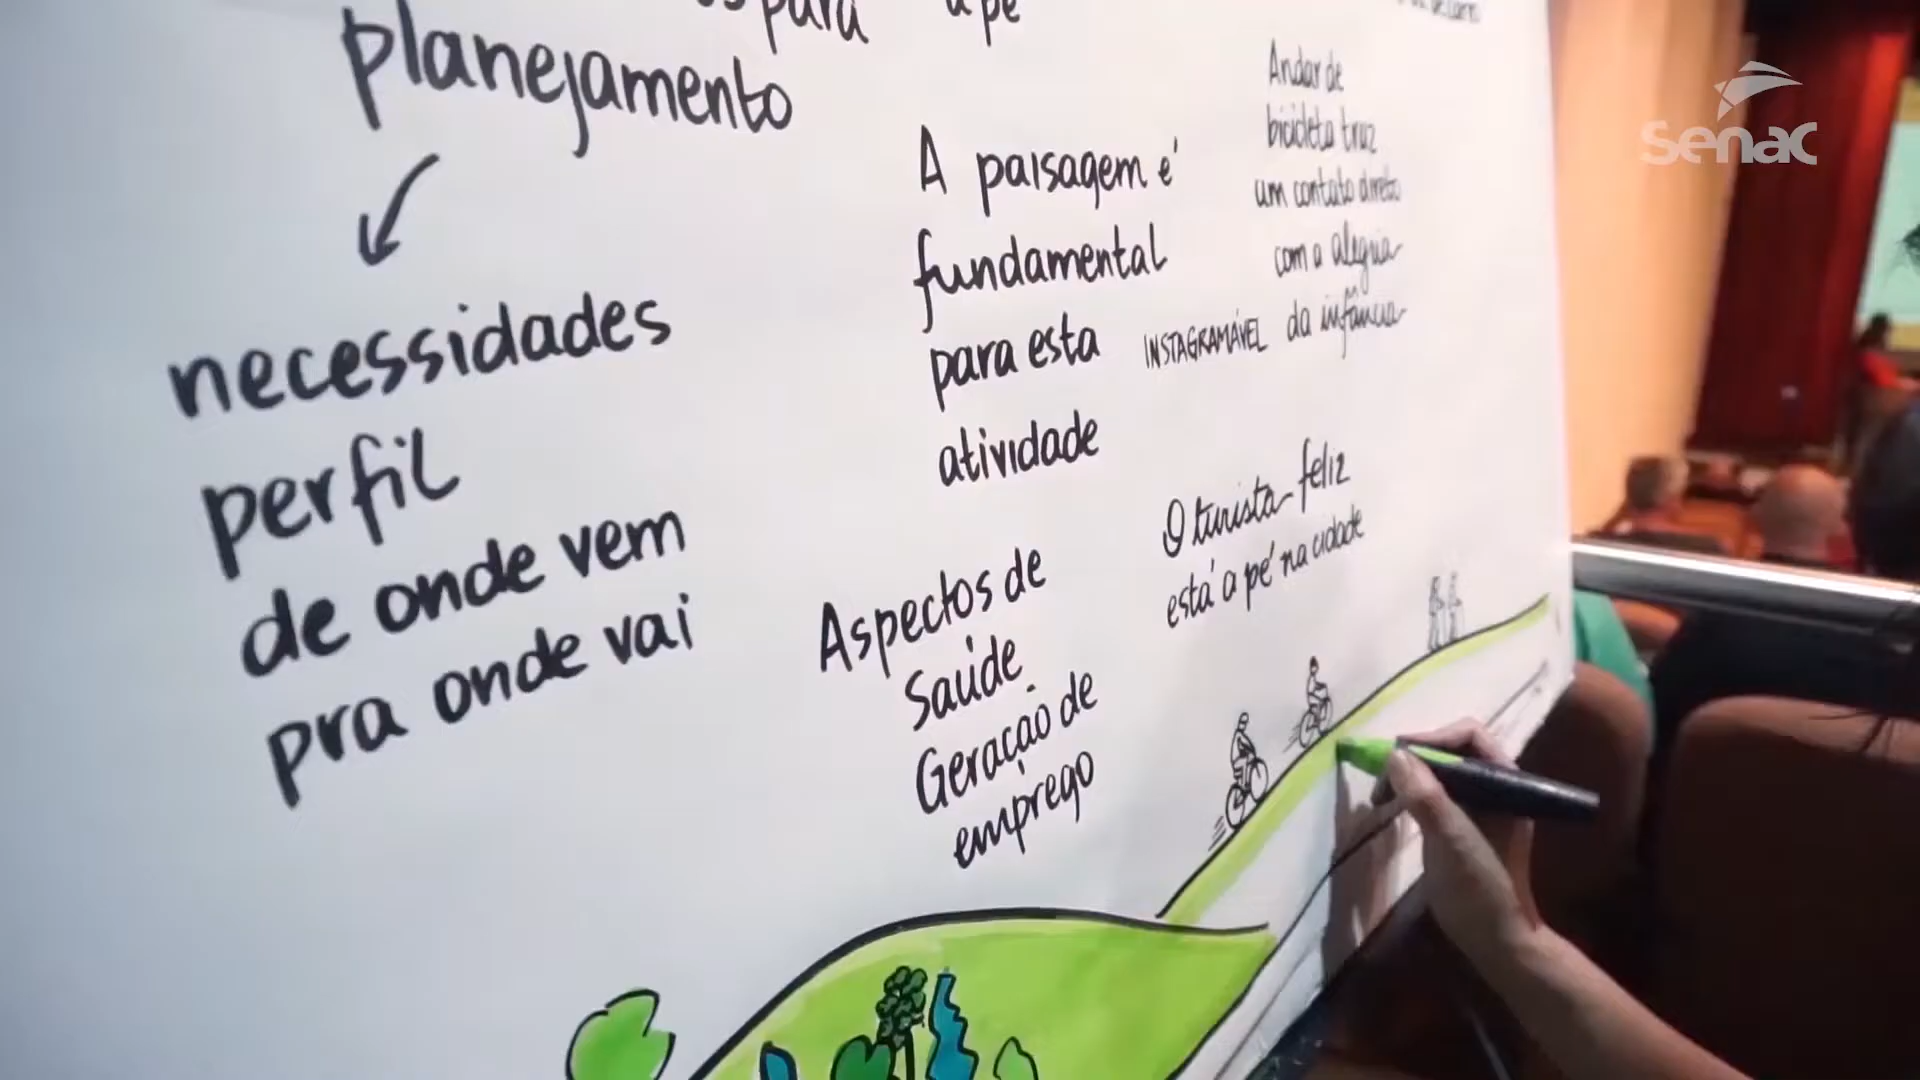 para a pé
planejamento
necessidades
perfil
de onde vem
pra onde vai
A paisagem é
fundamental
para esta
atividade
INSTAGRAMÁVEL
Andar de
bicicleta traz
um contato direto
com a alegria
da infância
O turista feliz
está a pé na cidade
Aspectos de
Saúde
Geração de
emprego
senac